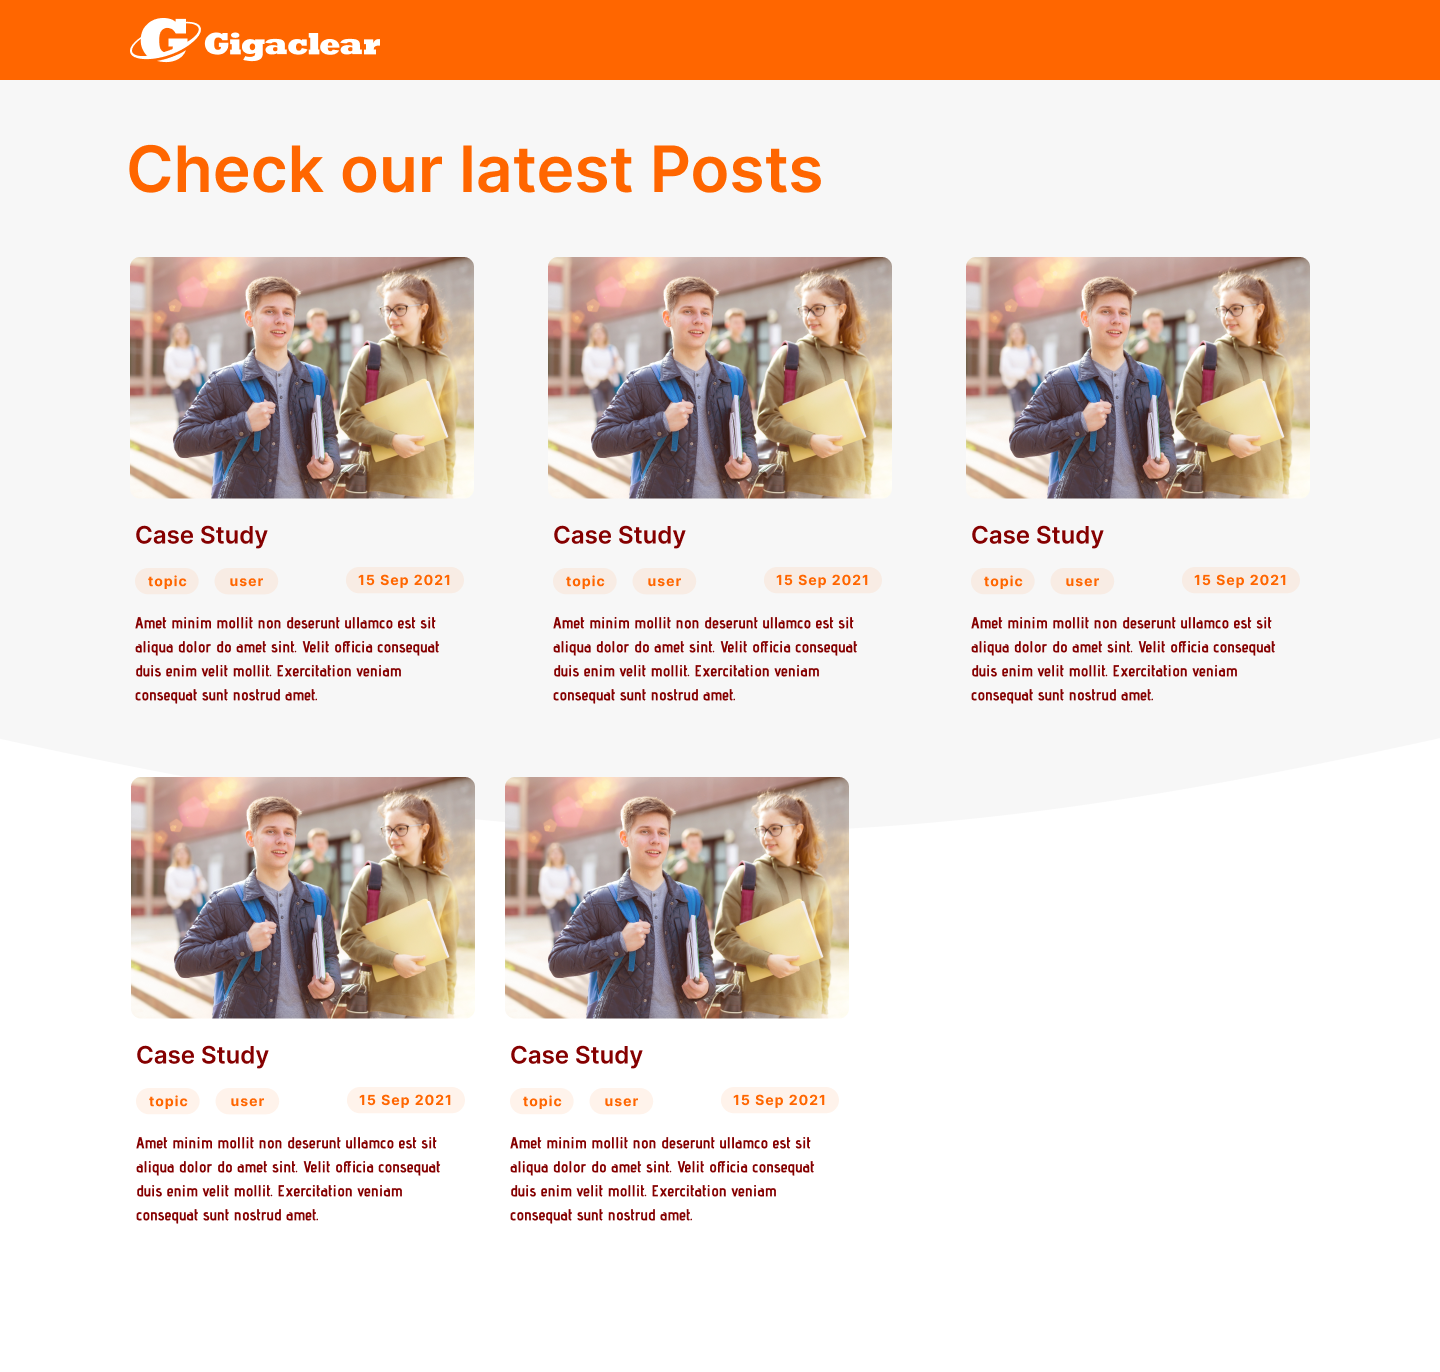 Gigaclear
Check our latest Posts
Case Study
topic user 15 Sep 2021
Amet minim mollit non deserunt ullamco est sit
aliqua dolor do amet sint. Velit officia consequat
duis enim velit mollit. Exercitation veniam
consequat sunt nostrud amet.
Case Study
topic user 15 Sep 2021
Amet minim mollit non deserunt ullamco est sit
aliqua dolor do amet sint. Velit officia consequat
duis enim velit mollit. Exercitation veniam
consequat sunt nostrud amet.
Case Study
topic user 15 Sep 2021
Amet minim mollit non deserunt ullamco est sit
aliqua dolor do amet sint. Velit officia consequat
duis enim velit mollit. Exercitation veniam
consequat sunt nostrud amet.
Case Study
topic user 15 Sep 2021
Amet minim mollit non deserunt ullamco est sit
aliqua dolor do amet sint. Velit officia consequat
duis enim velit mollit. Exercitation veniam
consequat sunt nostrud amet.
Case Study
topic user 15 Sep 2021
Amet minim mollit non deserunt ullamco est sit
aliqua dolor do amet sint. Velit officia consequat
duis enim velit mollit. Exercitation veniam
consequat sunt nostrud amet.